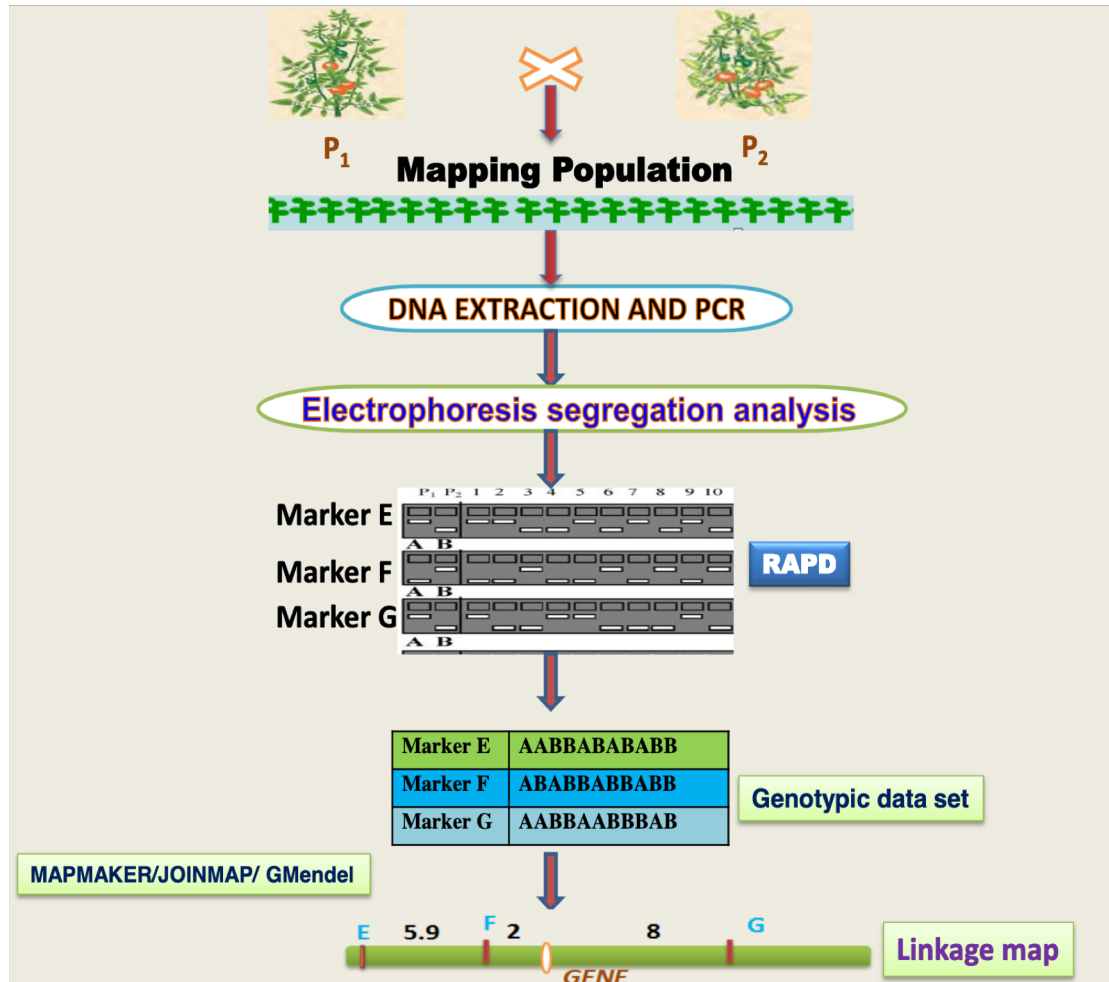 P1
P2
Mapping Population
DNA EXTRACTION AND PCR
Electrophoresis segregation analysis
P1 P2 1 2 3 4 5 6 7 8 9 10
Marker E
A B
Marker F
RAPD
A B
Marker G
A B
Marker E AABBABABABB
Marker F ABABBABBABB
Marker G AABBAABBBAB
Genotypic data set
MAPMAKER/JOINMAP/ GMendel
E 5.9 F 2 8 G
GENE
Linkage map